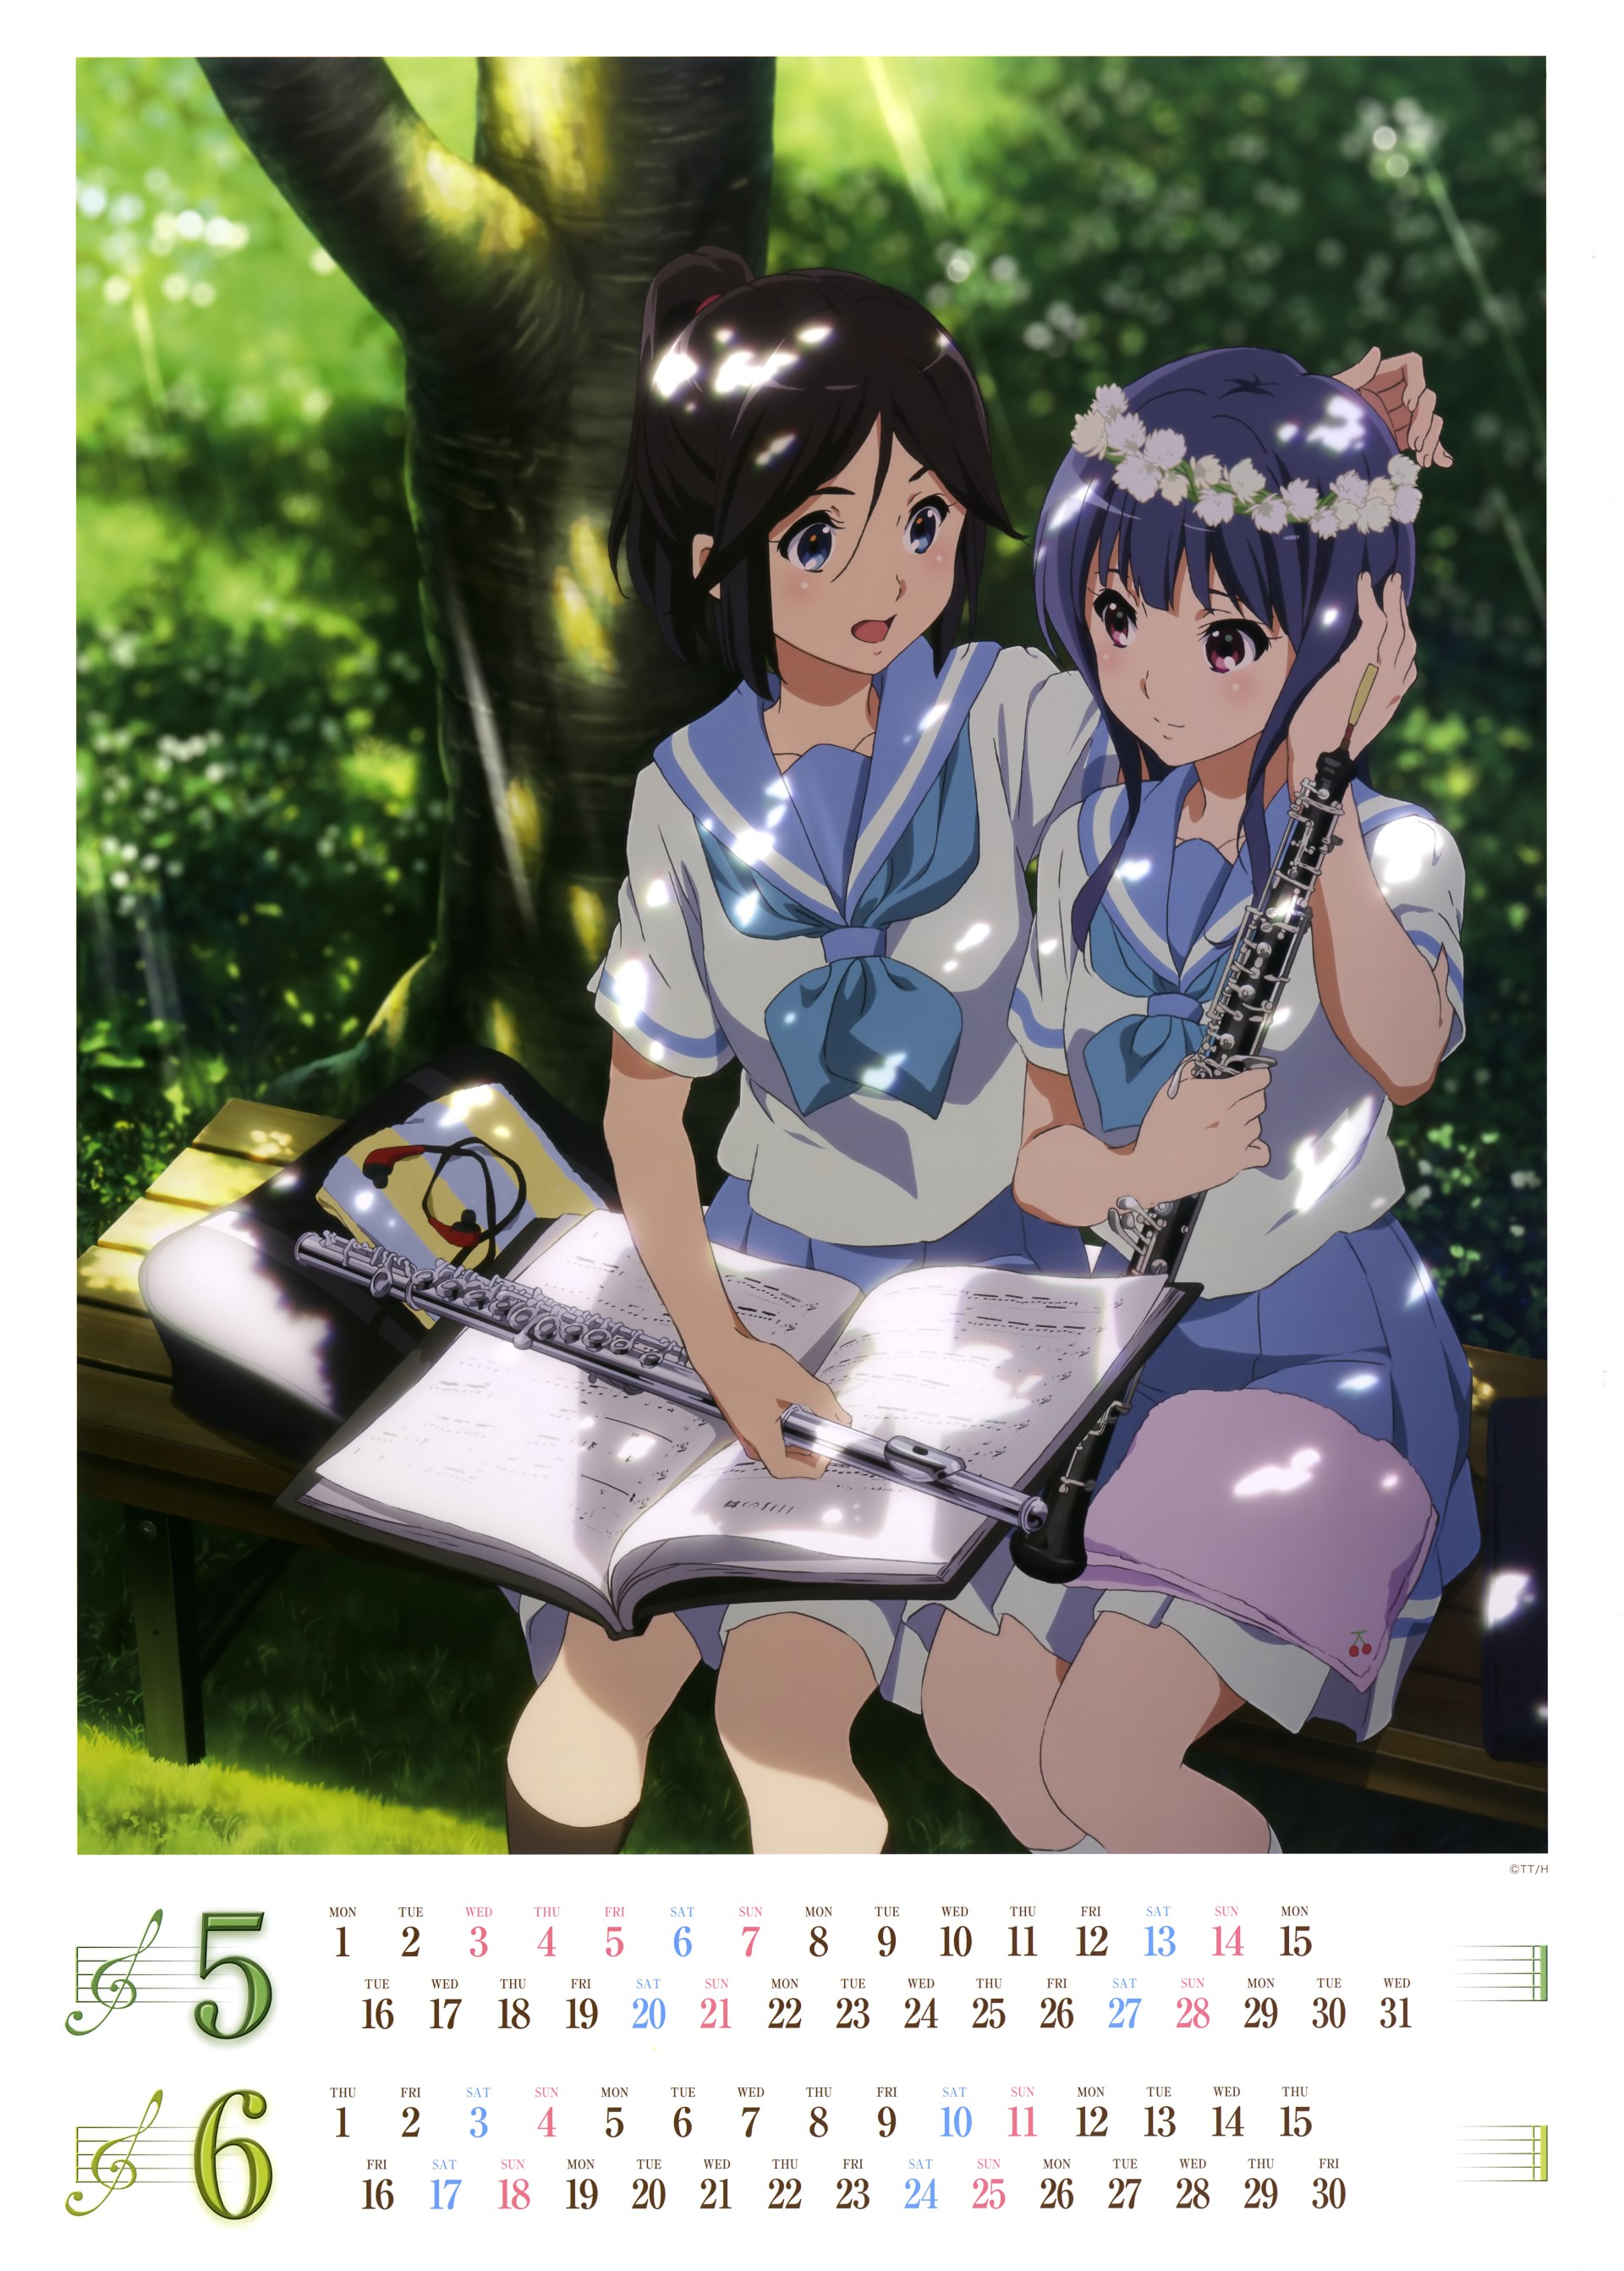 ©TT/H
5
MON TUE WED THU FRI SAT SUN MON TUE WED THU FRI SAT SUN MON
1 2 3 4 5 6 7 8 9 10 11 12 13 14 15
TUE WED THU FRI SAT SUN MON TUE WED THU FRI SAT SUN MON TUE WED
16 17 18 19 20 21 22 23 24 25 26 27 28 29 30 31
6
THU FRI SAT SUN MON TUE WED THU FRI SAT SUN MON TUE WED THU
1 2 3 4 5 6 7 8 9 10 11 12 13 14 15
FRI SAT SUN MON TUE WED THU FRI SAT SUN MON TUE WED THU FRI
16 17 18 19 20 21 22 23 24 25 26 27 28 29 30